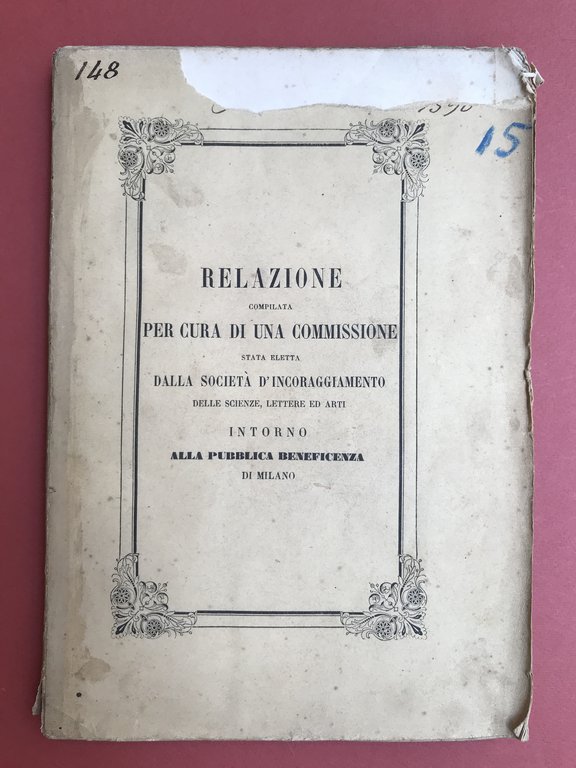 148
15
RELAZIONE
COMPILATA
PER CURA DI UNA COMMISSIONE
STATA ELETTA
DALLA SOCIETÀ D'INCORAGGIAMENTO
DELLE SCIENZE, LETTERE ED ARTI
INTORNO
ALLA PUBBLICA BENEFICENZA
DI MILANO